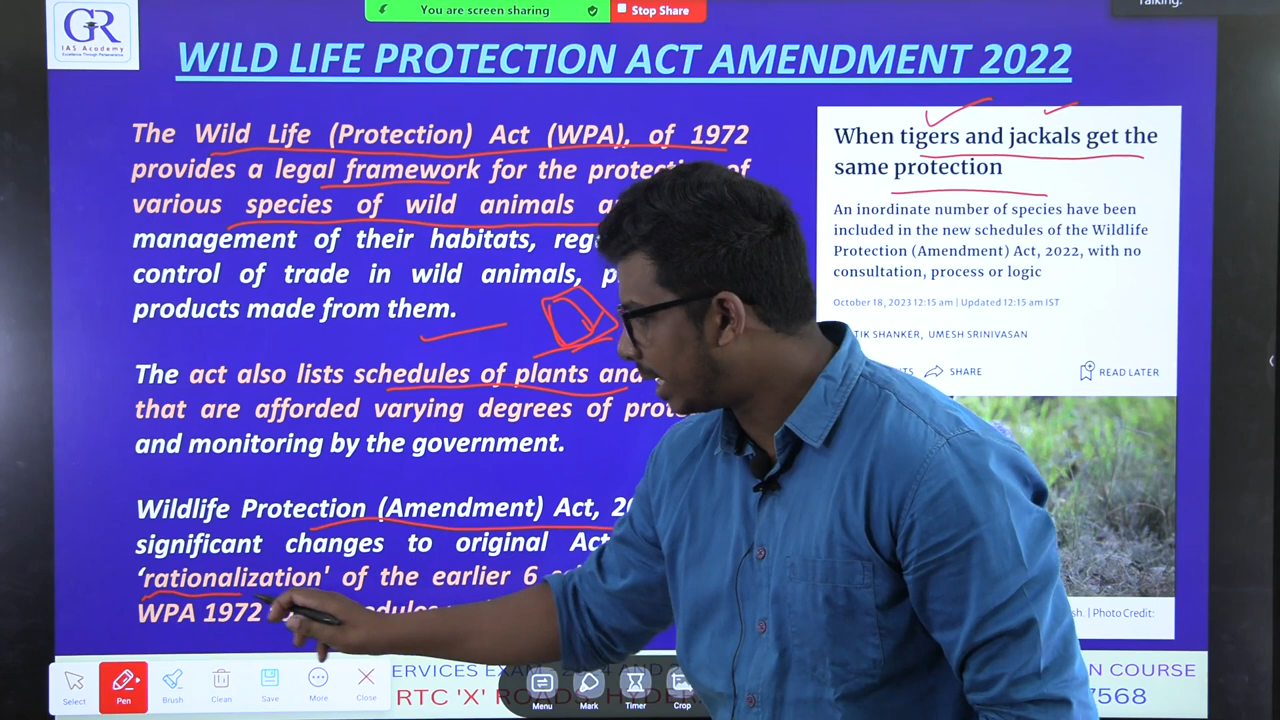 Talking:
You are screen sharing
Stop Share
GR
IAS Academy
Excellence Through Perseverance
WILD LIFE PROTECTION ACT AMENDMENT 2022
The Wild Life (Protection) Act (WPA), of 1972
provides a legal framework for the of
various species of wild animals
management of their habitats,
control of trade in wild animals,
products made from them.
The act also lists schedules of plants and
that are afforded varying degrees of
and monitoring by the government.
Wildlife Protection (Amendment) Act,
significant changes to original Act
'rationalization' of the earlier 6
WPA 1972
When tigers and jackals get the
same protection
An inordinate number of species have been
included in the new schedules of the Wildlife
Protection (Amendment) Act, 2022, with no
consultation, process or logic
October 18, 2023 12:15 am | Updated 12:15 am IST
SHANKER, UMESH SRINIVASAN
SHARE
READ LATER
| Photo Credit:
COURSE
RTC 'X'
7568
Select
Pen
Brush
Clean
Save
More
Close
Menu
Mark
Timer
Crop